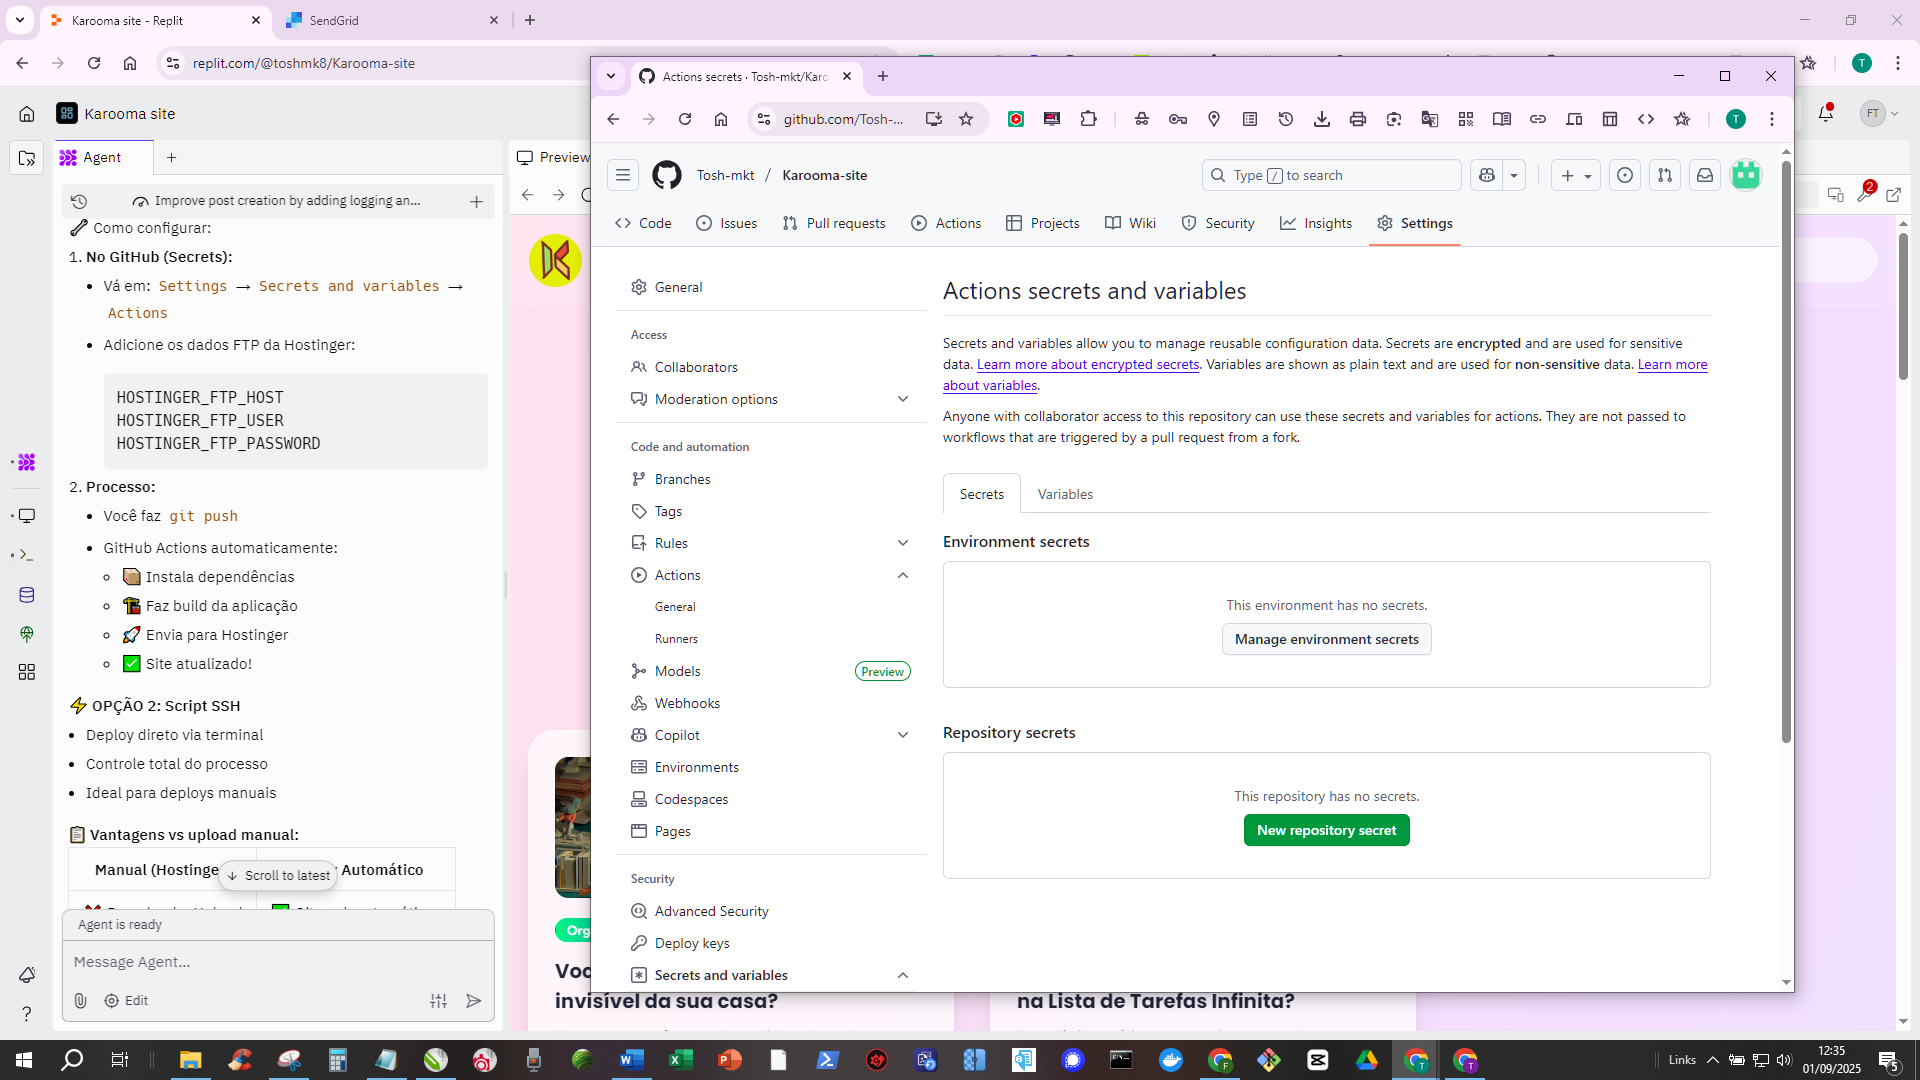 Karooma site - Replit
SendGrid
replit.com/@toshmk8/Karooma-site
Karooma site
FT
Agent
Preview
Improve post creation by adding logging an...
Como configurar:
1. No GitHub (Secrets):
Vá em: Settings → Secrets and variables →
Actions
Adicione os dados FTP da Hostinger:
HOSTINGER_FTP_HOST
HOSTINGER_FTP_USER
HOSTINGER_FTP_PASSWORD
2. Processo:
Você faz git push
GitHub Actions automaticamente:
Instala dependências
Faz build da aplicação
Envia para Hostinger
Site atualizado!
OPÇÃO 2: Script SSH
Deploy direto via terminal
Controle total do processo
Ideal para deploys manuais
Vantagens vs upload manual:
Manual (Hostinge
Automático
Scroll to latest
Agent is ready
Message Agent...
Edit
Actions secrets · Tosh-mkt/Karo
github.com/Tosh-...
T
Tosh-mkt / Karooma-site
Type / to search
Code
Issues
Pull requests
Actions
Projects
Wiki
Security
Insights
Settings
General
Access
Collaborators
Moderation options
Code and automation
Branches
Tags
Rules
Actions
General
Runners
Models
Preview
Webhooks
Copilot
Environments
Codespaces
Pages
Security
Advanced Security
Deploy keys
Secrets and variables
Actions secrets and variables
Secrets and variables allow you to manage reusable configuration data. Secrets are encrypted and are used for sensitive
data. Learn more about encrypted secrets. Variables are shown as plain text and are used for non-sensitive data. Learn more
about variables.
Anyone with collaborator access to this repository can use these secrets and variables for actions. They are not passed to
workflows that are triggered by a pull request from a fork.
Secrets
Variables
Environment secrets
This environment has no secrets.
Manage environment secrets
Repository secrets
This repository has no secrets.
New repository secret
T
2
Org
Voc
invisível da sua casa?
na Lista de Tarefas Infinita?
Links
12:35
01/09/2025
5